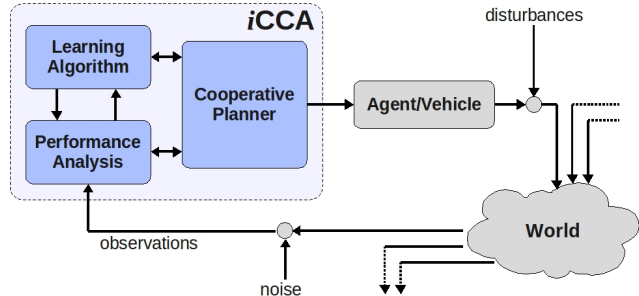 iCCA
disturbances
Learning
Algorithm
Cooperative
Planner
Agent/Vehicle
Performance
Analysis
World
observations
noise